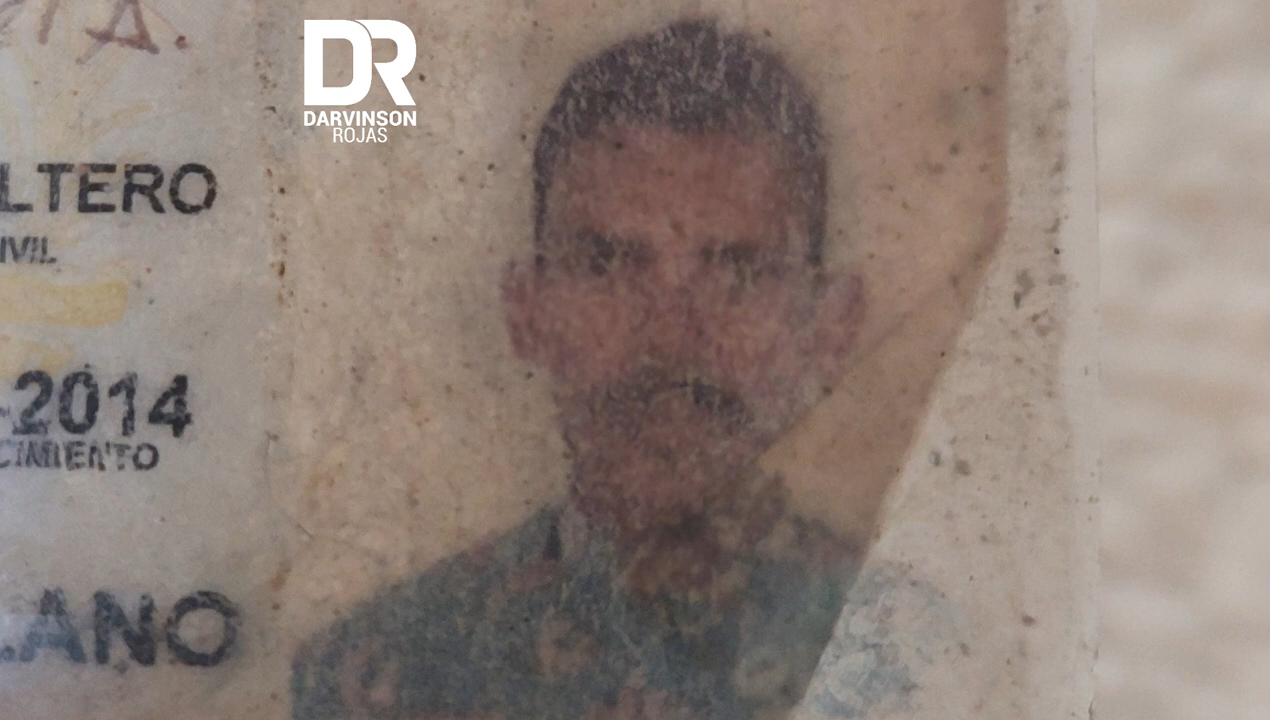 A.
DR
DARVINSON
ROJAS
LTERO
IVIL
-2014
CIMIENTO
LANO